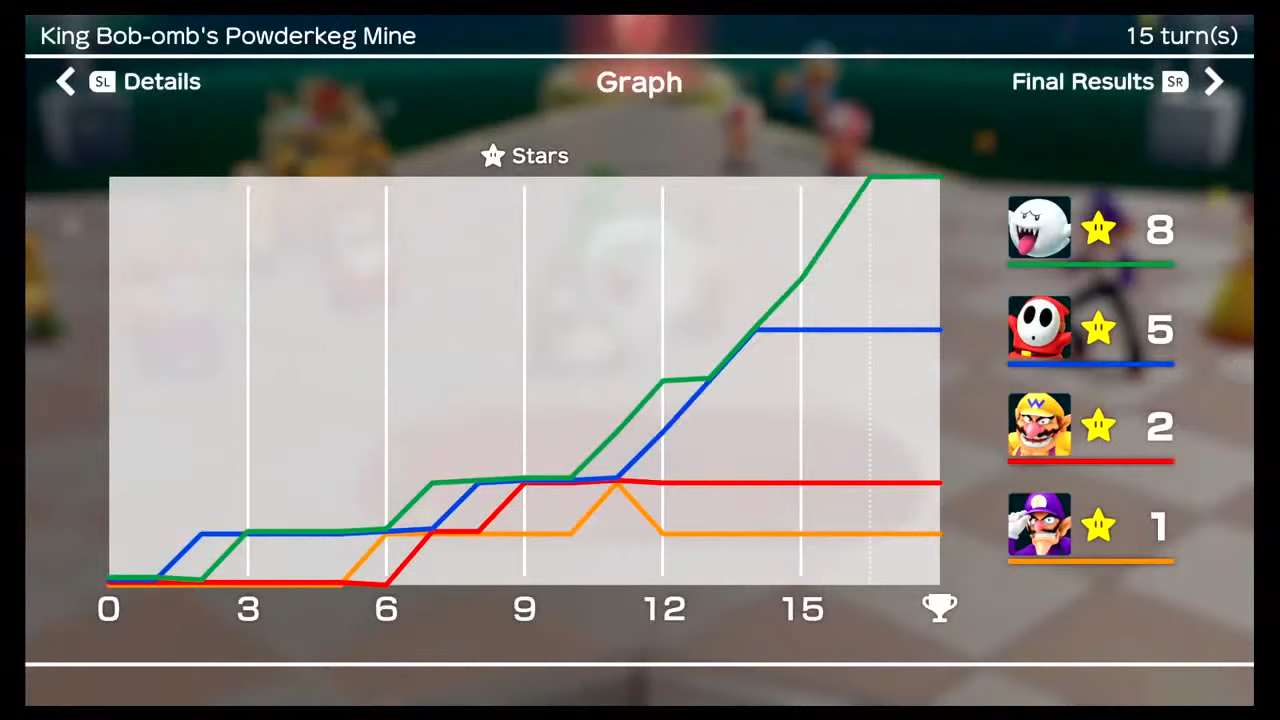 King Bob-omb's Powderkeg Mine
15 turn(s)
SL Details
Graph
Final Results SR
Stars
8
5
2
1
0 3 6 9 12 15